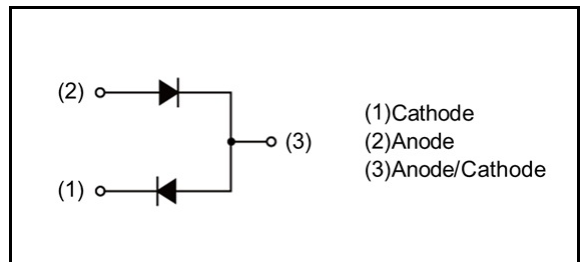 (2)
(1)Cathode
(3)
(2)Anode
(3)Anode/Cathode
(1)